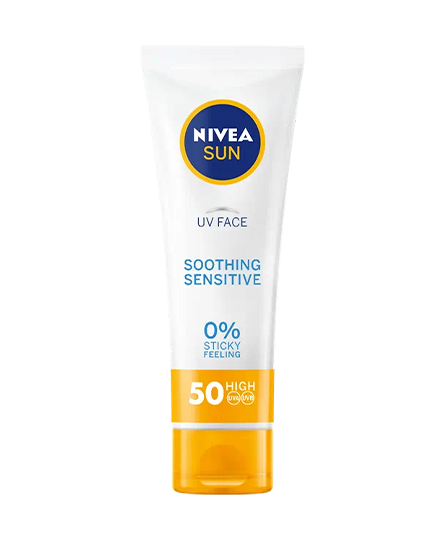 NIVEA
SUN
UV FACE
SOOTHING
SENSITIVE
0%
STICKY
FEELING
50 HIGH
UVA UVB